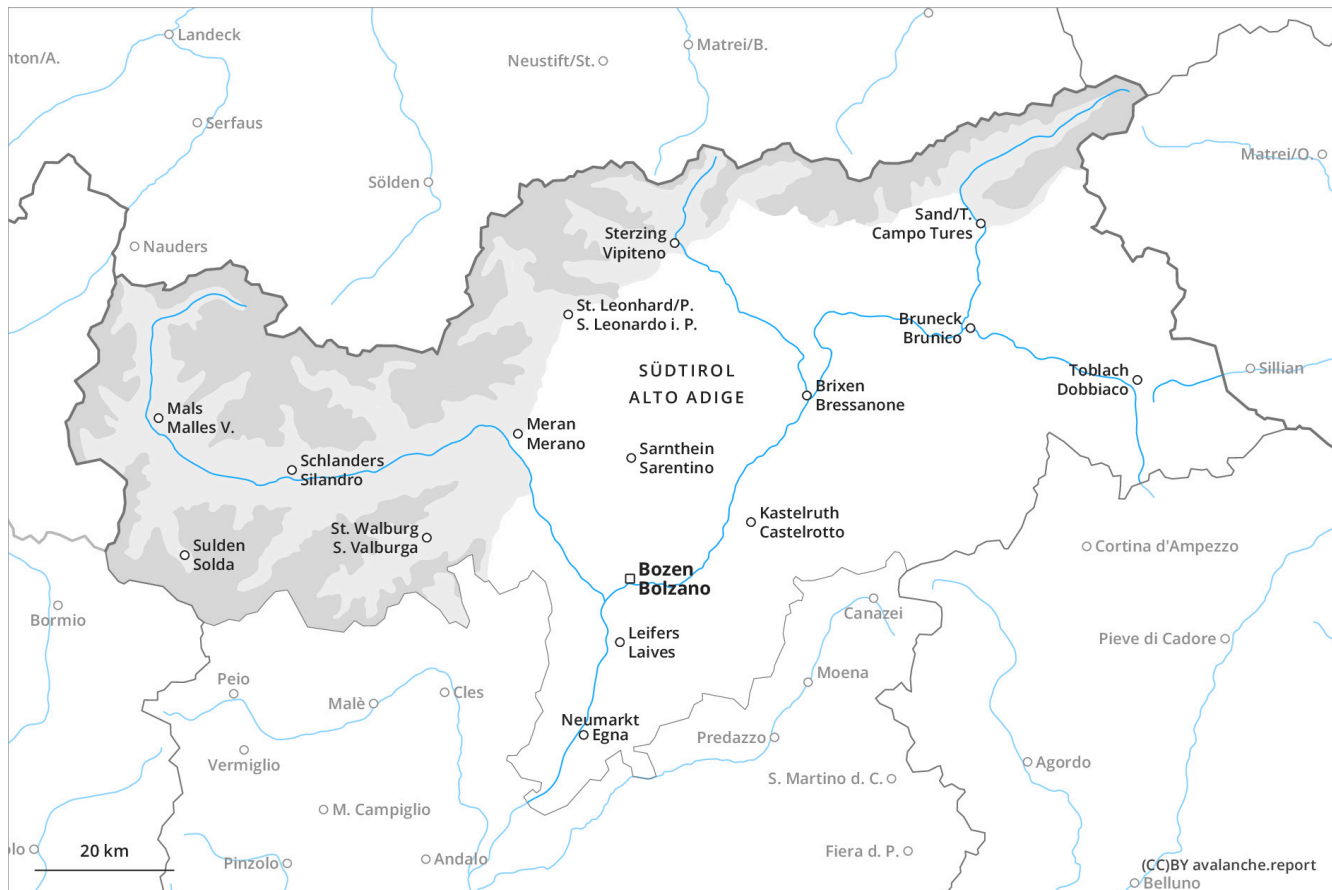 Landeck
nton/A.
Matrei/B.
Neustift/St.
Serfaus
Matrei/O.
Sölden
Sand/T.
Campo Tures
Sterzing
Vipiteno
Nauders
St. Leonhard/P.
S. Leonardo i. P.
Bruneck
Brunico
SÜDTIROL
ALTO ADIGE
Toblach
Dobbiaco
Sillian
Brixen
Bressanone
Mals
Malles V.
Meran
Merano
Schlanders
Silandro
Sarnthein
Sarentino
Kastelruth
Castelrotto
St. Walburg
S. Valburga
Sulden
Solda
Cortina d'Ampezzo
Bozen
Bolzano
Bormio
Canazei
Leifers
Laives
Pieve di Cadore
Peio
Moena
Malè
Cles
Neumarkt
Egna
Predazzo
Vermiglio
Agordo
S. Martino d. C.
M. Campiglio
olo
20 km
Pinzolo
Andalo
Fiera d. P.
(CC)BY avalanche.report
Belluno